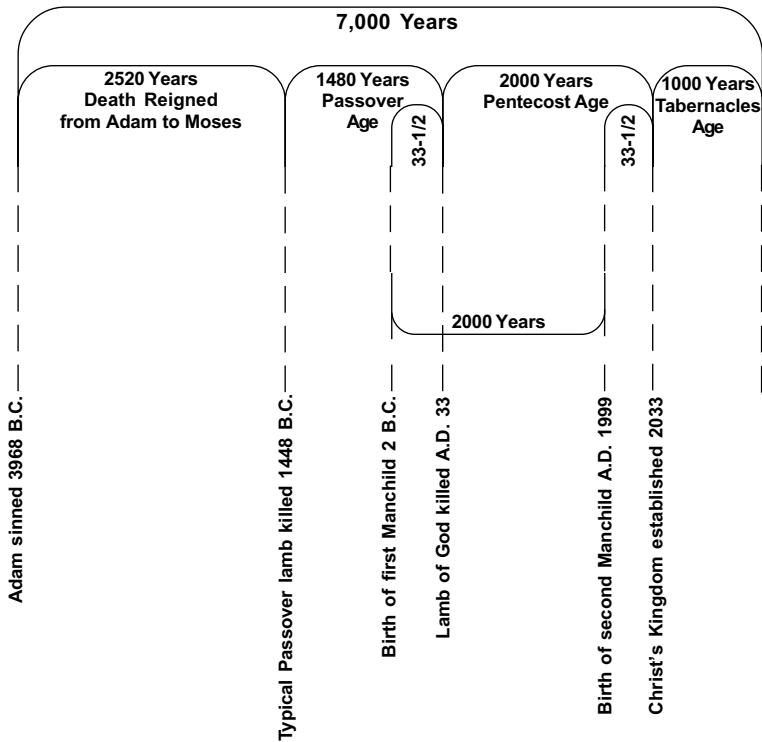 7,000 Years
2520 Years
Death Reigned
from Adam to Moses
1480 Years
Passover
Age
33-1/2
2000 Years
Pentecost Age
33-1/2
1000 Years
Tabernacles
Age
2000 Years
Adam sinned 3968 B.C.
Typical Passover lamb killed 1448 B.C.
Birth of first Manchild 2 B.C.
Lamb of God killed A.D. 33
Birth of second Manchild A.D. 1999
Christ's Kingdom established 2033